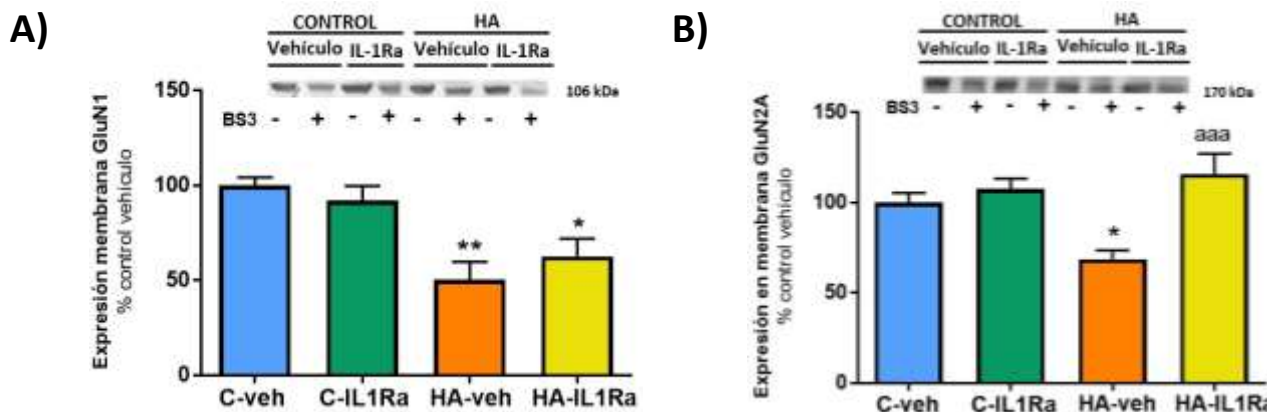 A)
CONTROL HA
Vehículo IL-1Ra Vehículo IL-1Ra
106 kDa
BS3 - + - + - + - +
Expresión membrana GluN1
% control vehículo
150
100
50
0
**
*
C-veh C-IL1Ra HA-veh HA-IL1Ra
B)
CONTROL HA
Vehículo IL-1Ra Vehículo IL-1Ra
170 kDa
BS3 - + - + - + - +
Expresión en membrana GluN2A
% control vehículo
150
100
50
0
*
aaa
C-veh C-IL1Ra HA-veh HA-IL1Ra